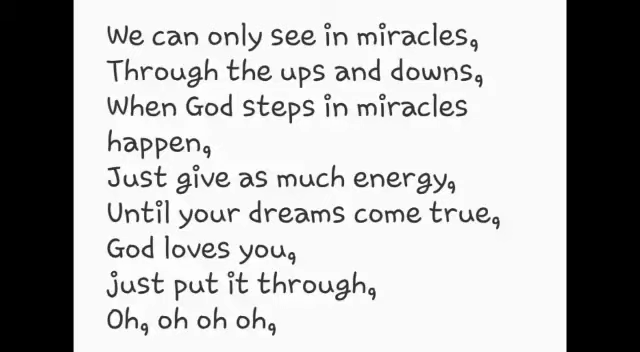 We can only see in miracles,
Through the ups and downs,
When God steps in miracles
happen,
Just give as much energy,
Until your dreams come true,
God loves you,
just put it through,
Oh, oh oh oh,